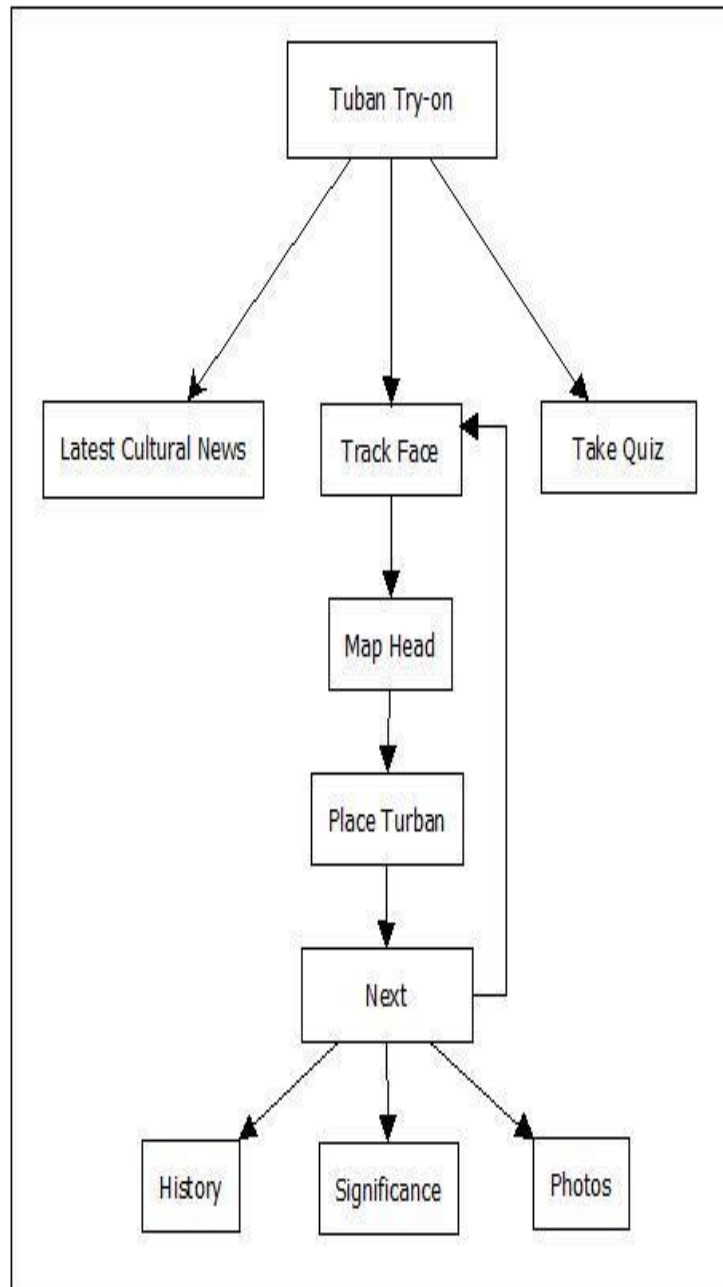 Tuban Try-on
Latest Cultural News
Track Face
Take Quiz
Map Head
Place Turban
Next
History
Significance
Photos